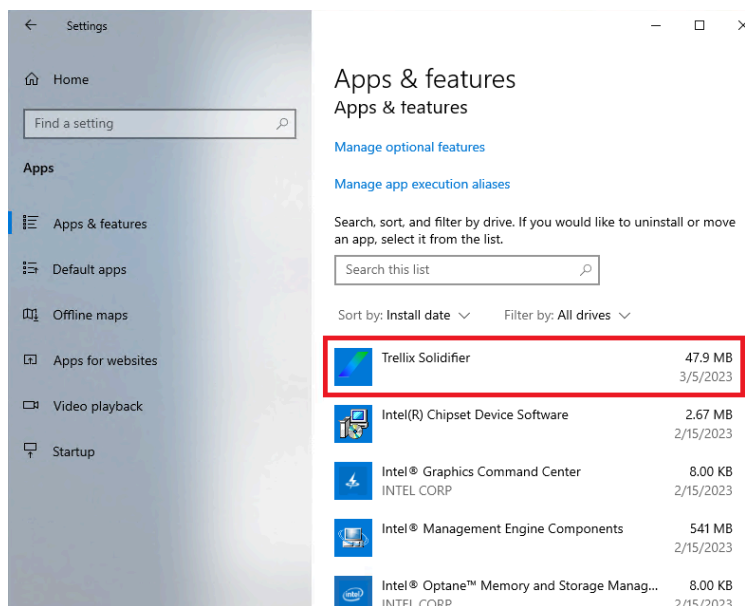 Settings
Home
Find a setting
Apps
Apps & features
Default apps
Offline maps
Apps for websites
Video playback
Startup
Apps & features
Apps & features
Manage optional features
Manage app execution aliases
Search, sort, and filter by drive. If you would like to uninstall or move
an app, select it from the list.
Search this list
Sort by: Install date Filter by: All drives
Trellix Solidifier 47.9 MB
3/5/2023
Intel(R) Chipset Device Software 2.67 MB
2/15/2023
Intel® Graphics Command Center 8.00 KB
INTEL CORP 2/15/2023
Intel® Management Engine Components 541 MB
2/15/2023
Intel® Optane™ Memory and Storage Manag... 8.00 KB
INTEL CORP 2/15/2023